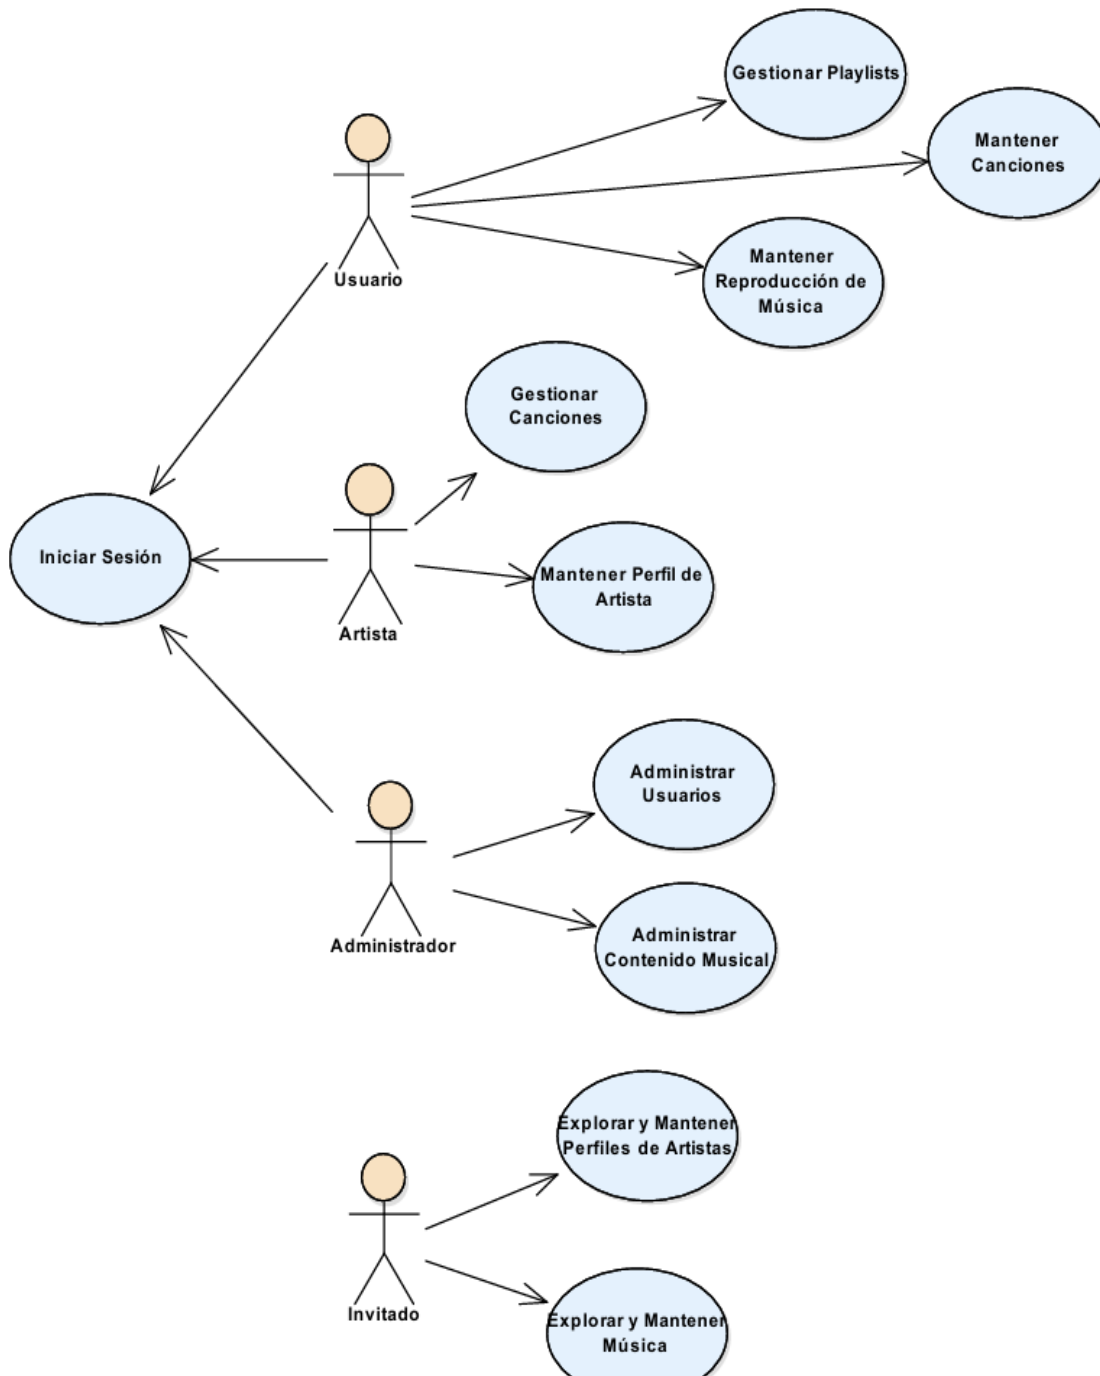 Gestionar Playlists
Mantener
Canciones
Usuario
Mantener
Reproducción de
Música
Gestionar
Canciones
Iniciar Sesión
Artista
Mantener Perfil de
Artista
Administrar
Usuarios
Administrador
Administrar
Contenido Musical
Explorar y Mantener
Perfiles de Artistas
Invitado
Explorar y Mantener
Música